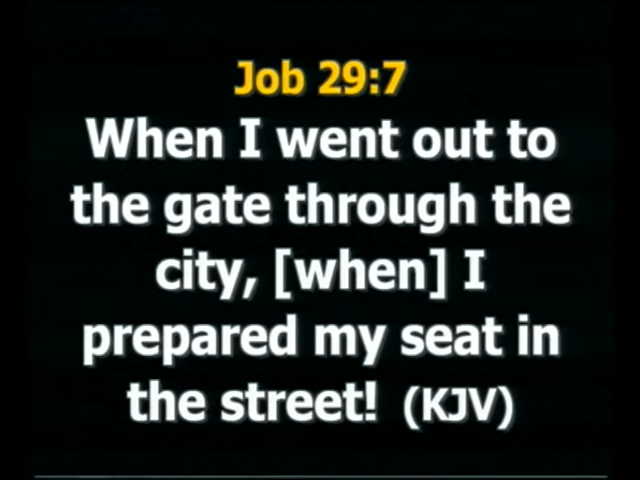 Job 29:7
When I went out to
the gate through the
city, [when] I
prepared my seat in
the street! (KJV)